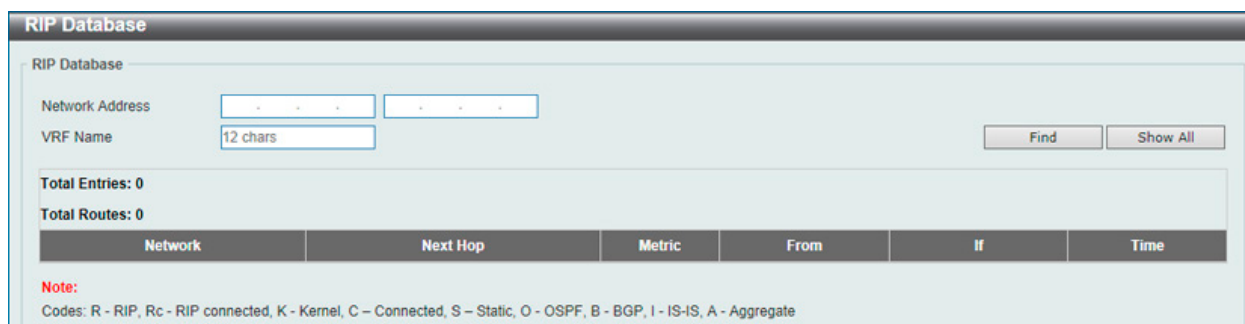 RIP Database
RIP Database
Network Address . . . . . .
VRF Name 12 chars Find Show All
Total Entries: 0
Total Routes: 0
Network Next Hop Metric From If Time
Note:
Codes: R - RIP, Rc - RIP connected, K - Kernel, C – Connected, S – Static, O - OSPF, B - BGP, I - IS-IS, A - Aggregate